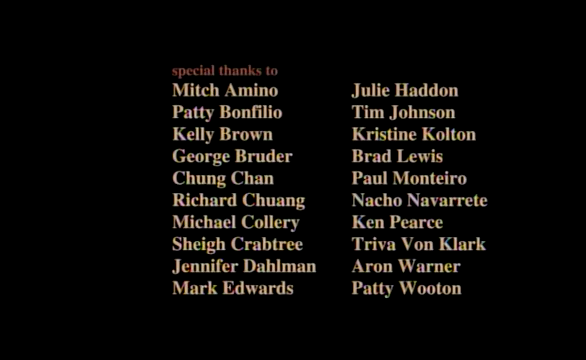 special thanks to
Mitch Amino
Patty Bonfilio
Kelly Brown
George Bruder
Chung Chan
Richard Chuang
Michael Collery
Sheigh Crabtree
Jennifer Dahlman
Mark Edwards
Julie Haddon
Tim Johnson
Kristine Kolton
Brad Lewis
Paul Monteiro
Nacho Navarrete
Ken Pearce
Triva Von Klark
Aron Warner
Patty Wooton